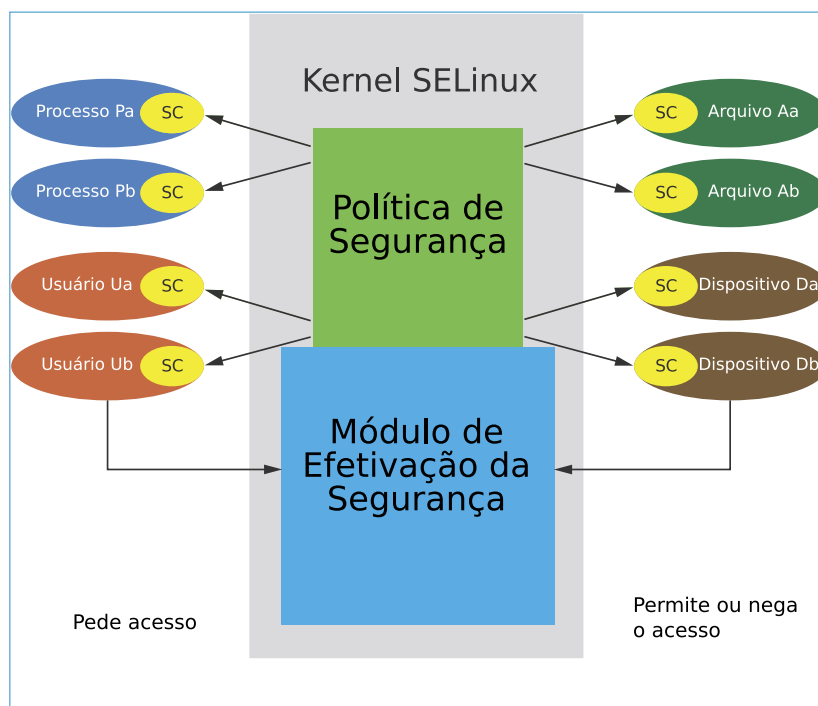 Kernel SELinux
Processo Pa
SC
Processo Pb
SC
Usuário Ua
SC
Usuário Ub
SC
Política de
Segurança
SC
Arquivo Aa
SC
Arquivo Ab
SC
Dispositivo Da
SC
Dispositivo Db
Módulo de
Efetivação da
Segurança
Pede acesso
Permite ou nega
o acesso